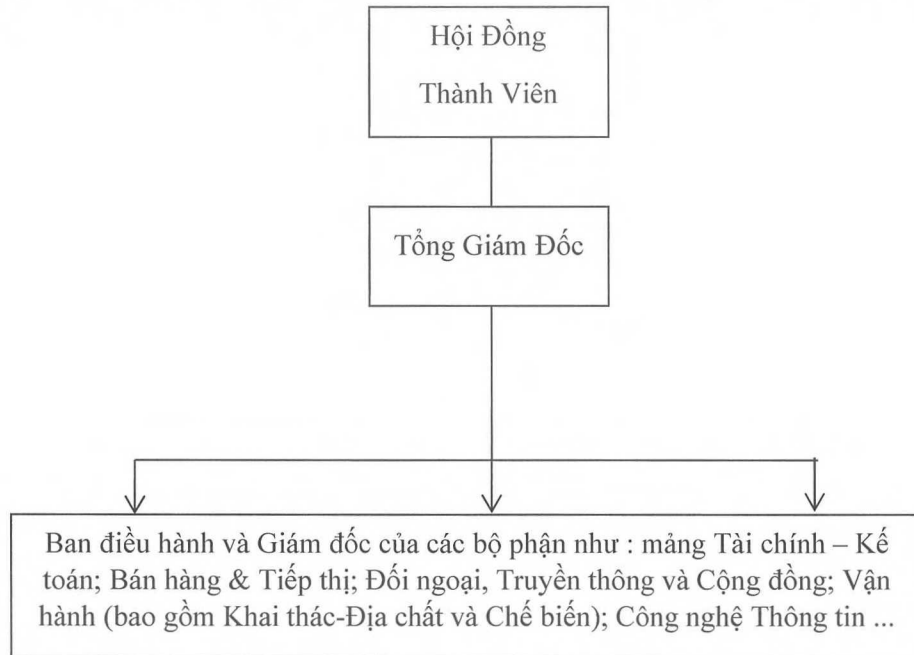 Hội Đồng
Thành Viên
Tổng Giám Đốc
Ban điều hành và Giám đốc của các bộ phận như : mảng Tài chính – Kế
toán; Bán hàng & Tiếp thị; Đối ngoại, Truyền thông và Cộng đồng; Vận
hành (bao gồm Khai thác-Địa chất và Chế biến); Công nghệ Thông tin ...